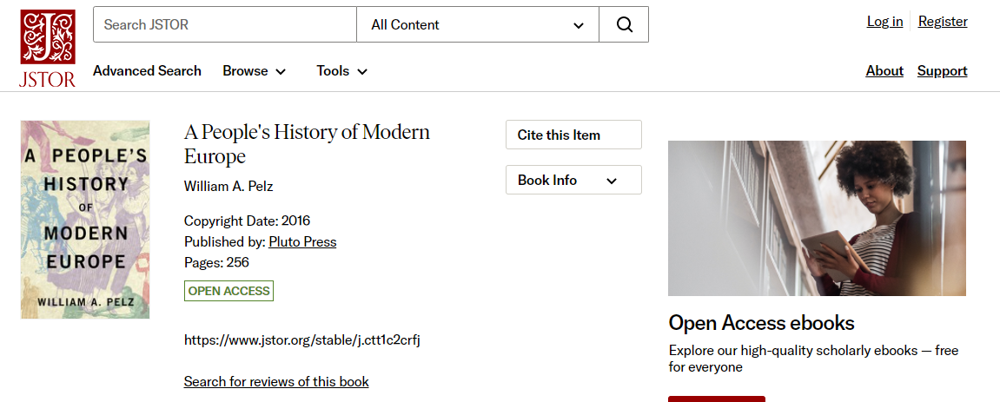 Search JSTOR
All Content
Log in
Register
JSTOR
Advanced Search
Browse
Tools
About
Support
A PEOPLE'S
HISTORY
OF
MODERN
EUROPE
WILLIAM A. PELZ
A People's History of Modern
Europe
William A. Pelz
Copyright Date: 2016
Published by: Pluto Press
Pages: 256
OPEN ACCESS
https://www.jstor.org/stable/j.ctt1c2crfj
Search for reviews of this book
Cite this Item
Book Info
Open Access ebooks
Explore our high-quality scholarly ebooks — free
for everyone